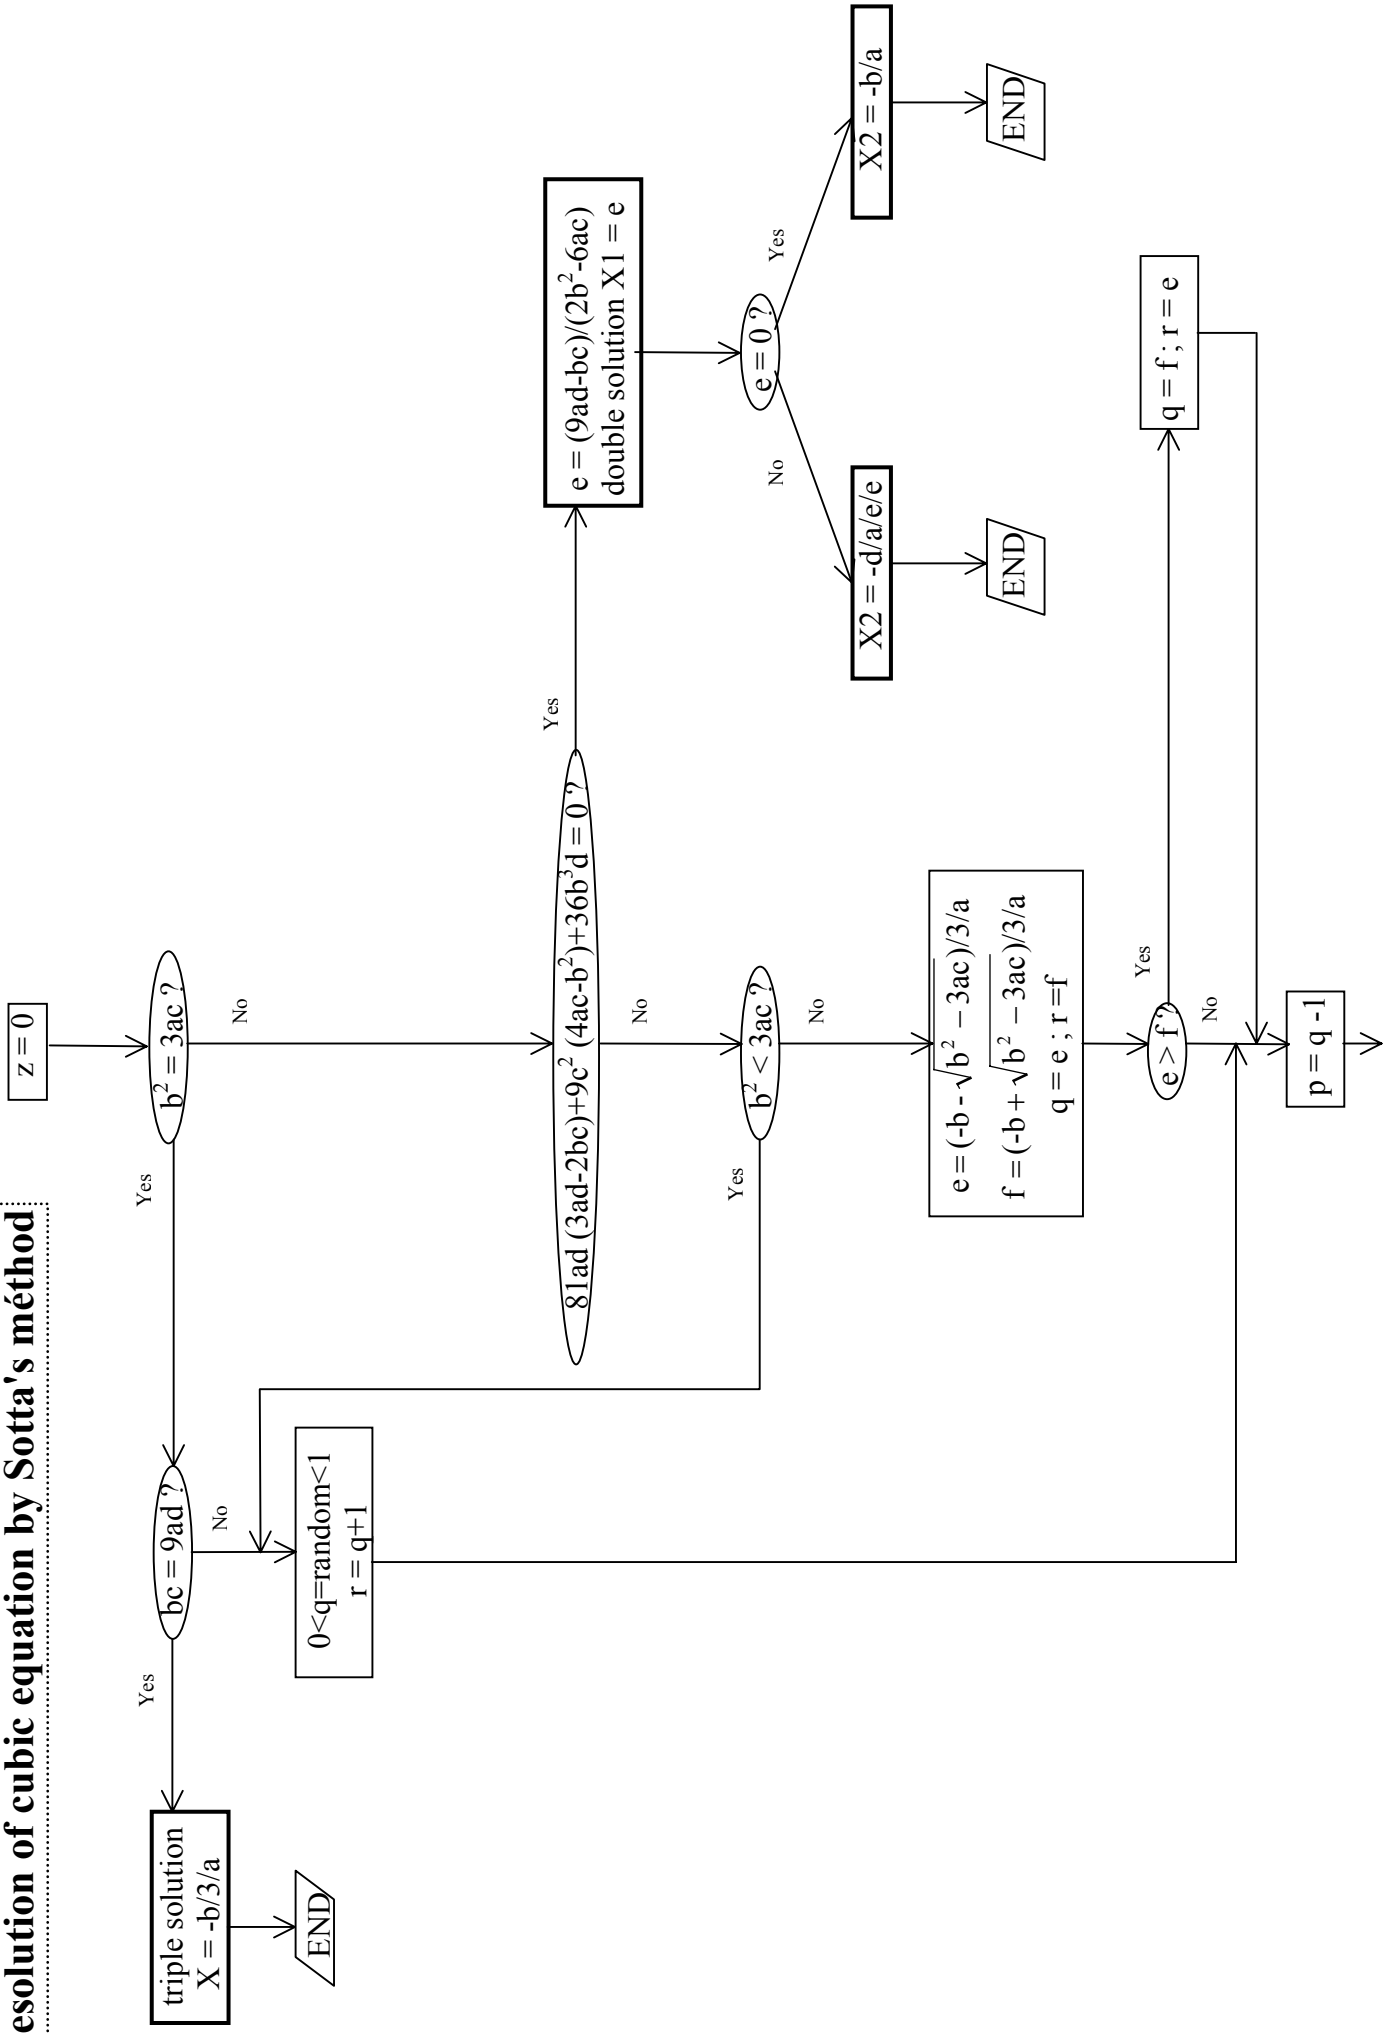 esolution of cubic equation by Sotta's méthod
z = 0
b² = 3ac ?
Yes
No
bc = 9ad ?
Yes
No
triple solution
X = -b/3/a
END
0<q=random<1
r = q+1
81ad (3ad-2bc)+9c² (4ac-b²)+36b³d = 0 ?
Yes
No
e = (9ad-bc)/(2b²-6ac)
double solution X1 = e
e = 0 ?
No
Yes
X2 = -d/a/e/e
END
X2 = -b/a
END
b² < 3ac ?
Yes
No
e = (-b - √b² – 3ac)/3/a
f = (-b + √b² – 3ac)/3/a
q = e ; r =f
e > f ?
Yes
No
q = f ; r = e
p = q -1